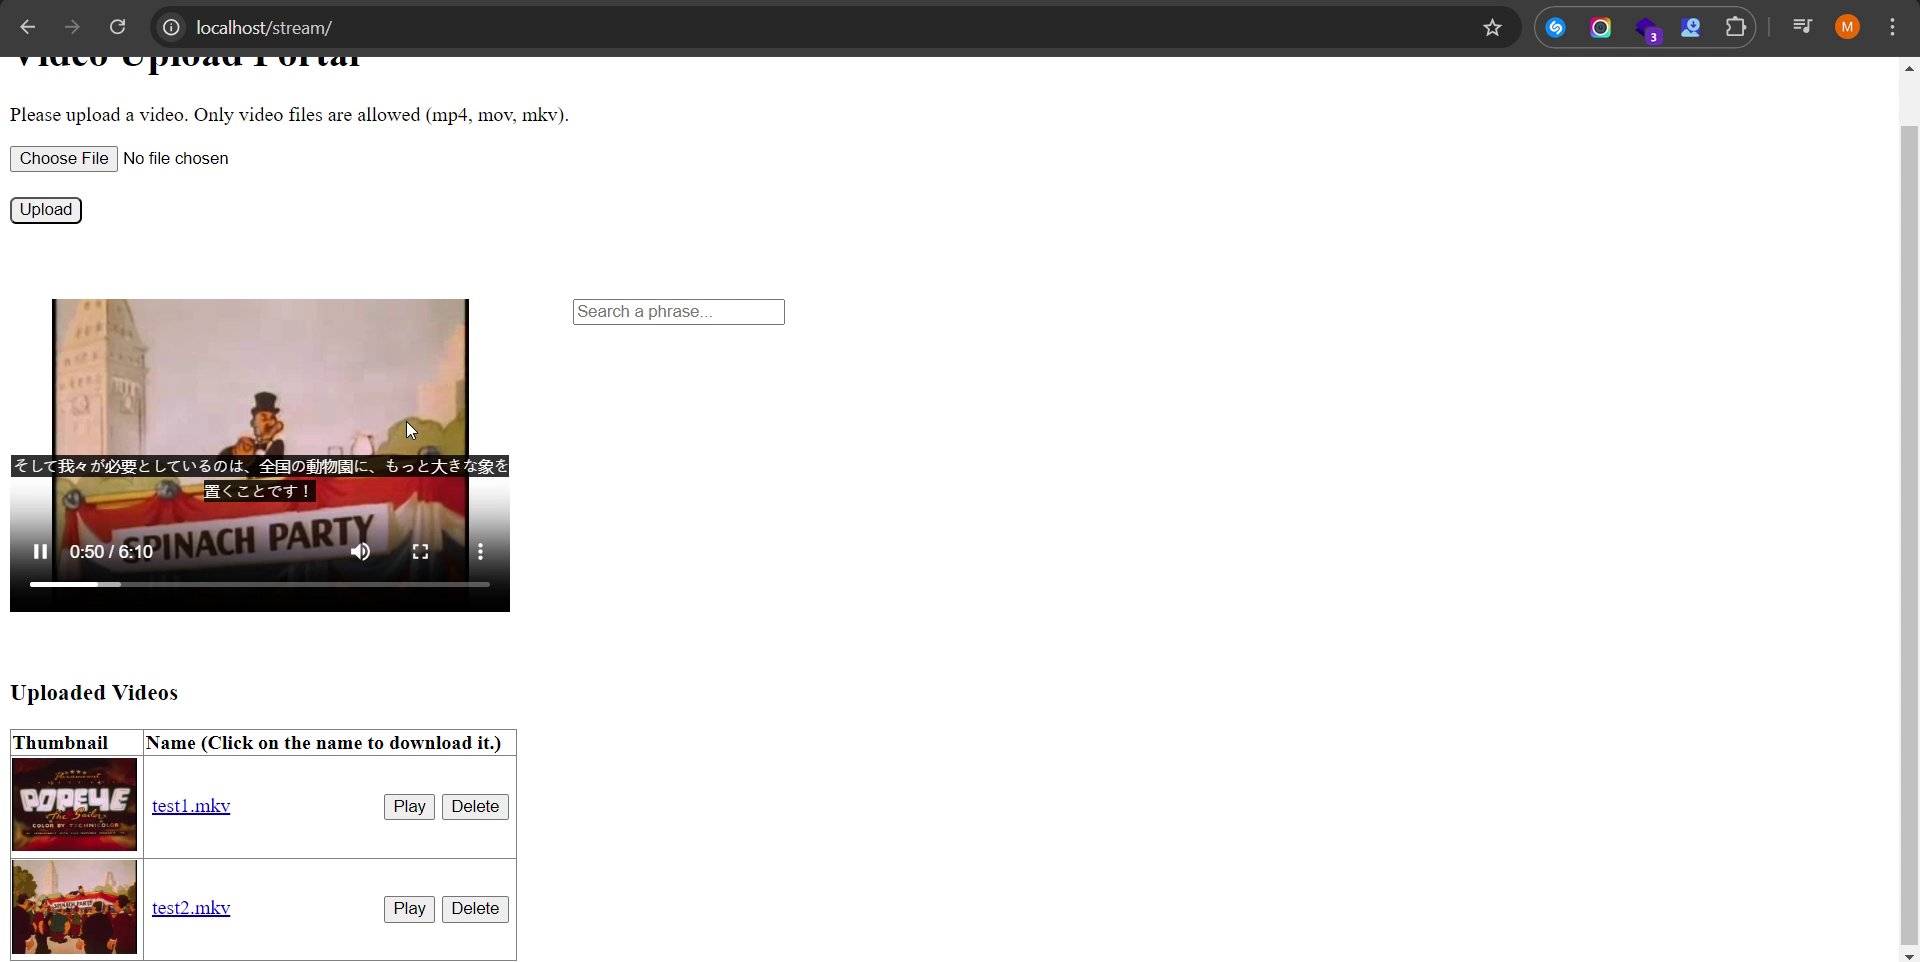 localhost/stream/
3
M
Video Upload Portal
Please upload a video. Only video files are allowed (mp4, mov, mkv).
Choose File No file chosen
Upload
Search a phrase...
そして我々が必要としているのは、全国の動物園に、もっと大きな象を
置くことです！
SPINACH PARTY
0:50 / 6:10
Uploaded Videos
Thumbnail Name (Click on the name to download it.)
Paramount
POPEYE
The Sailor
COLOR BY TECHNICOLOR
test1.mkv Play Delete
SPINACH PARTY
test2.mkv Play Delete